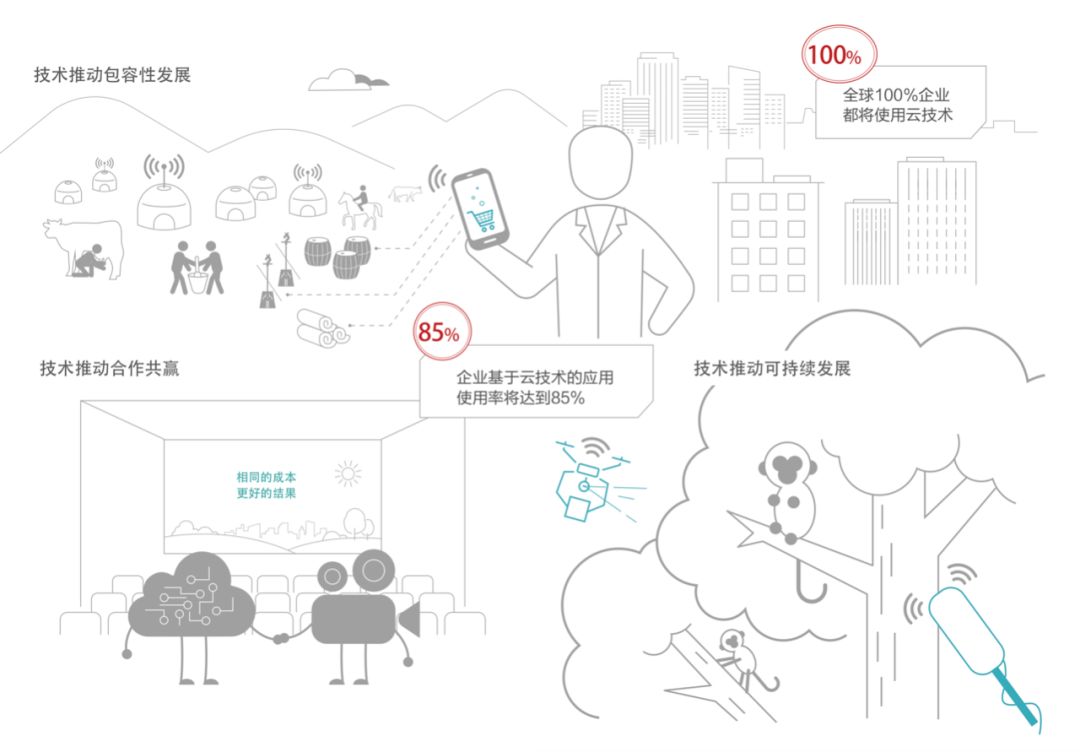 技术推动包容性发展
100%
全球100%企业
都将使用云技术
85%
企业基于云技术的应用
使用率将达到85%
技术推动合作共赢
相同的成本
更好的结果
技术推动可持续发展